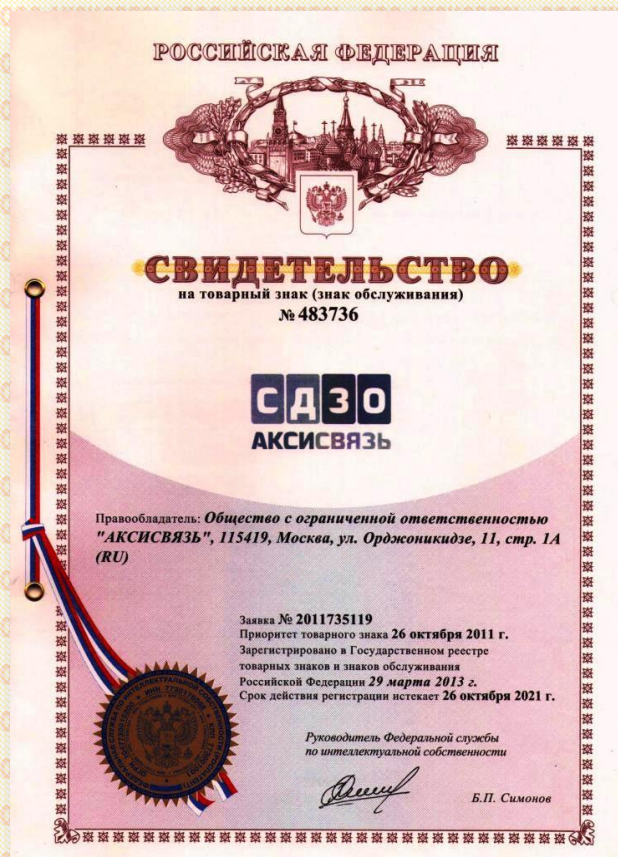 РОССИЙСКАЯ ФЕДЕРАЦИЯ
СВИДЕТЕЛЬСТВО
на товарный знак (знак обслуживания)
№ 483736
СДЗО
АКСИСВЯЗЬ
Правообладатель: Общество с ограниченной ответственностью
"АКСИСВЯЗЬ", 115419, Москва, ул. Орджоникидзе, 11, стр. 1А
(RU)
Заявка № 2011735119
Приоритет товарного знака 26 октября 2011 г.
Зарегистрировано в Государственном реестре
товарных знаков и знаков обслуживания
Российской Федерации 29 марта 2013 г.
Срок действия регистрации истекает 26 октября 2021 г.
Руководитель Федеральной службы
по интеллектуальной собственности
Б.П. Симонов